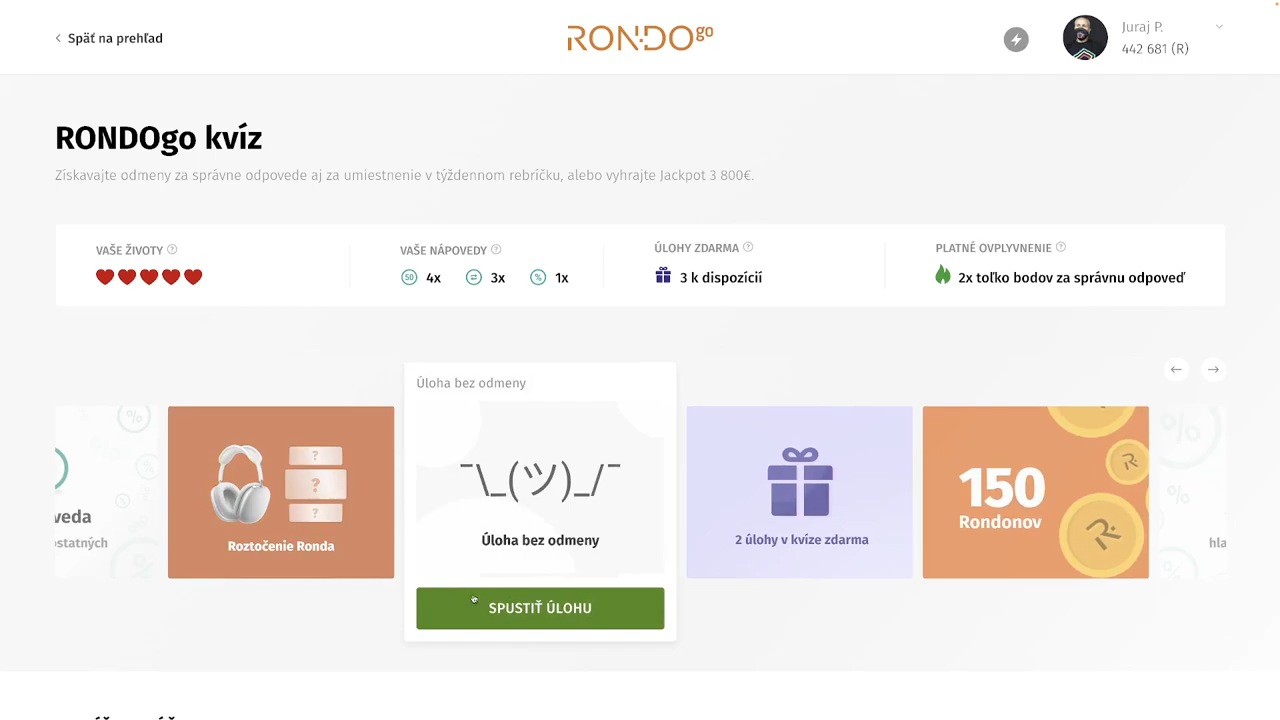 Späť na prehľad
RONDOgo
Juraj P.
442 681 (R)
RONDOgo kvíz
Získavajte odmeny za správne odpovede aj za umiestnenie v týždennom rebríčku, alebo vyhrajte Jackpot 3 800€.
VAŠE ŽIVOTY ?
VAŠE NÁPOVEDY ?
50 4x
3x
% 1x
ÚLOHY ZDARMA ?
3 k dispozícií
PLATNÉ OVPLYVNENIE ?
2x toľko bodov za správnu odpoveď
veda
ostatných
? ? ?
Roztočenie Ronda
Úloha bez odmeny
¯\_(ツ)_/¯
Úloha bez odmeny
SPUSTIŤ ÚLOHU
2 úlohy v kvíze zdarma
150
Rondonov
hla